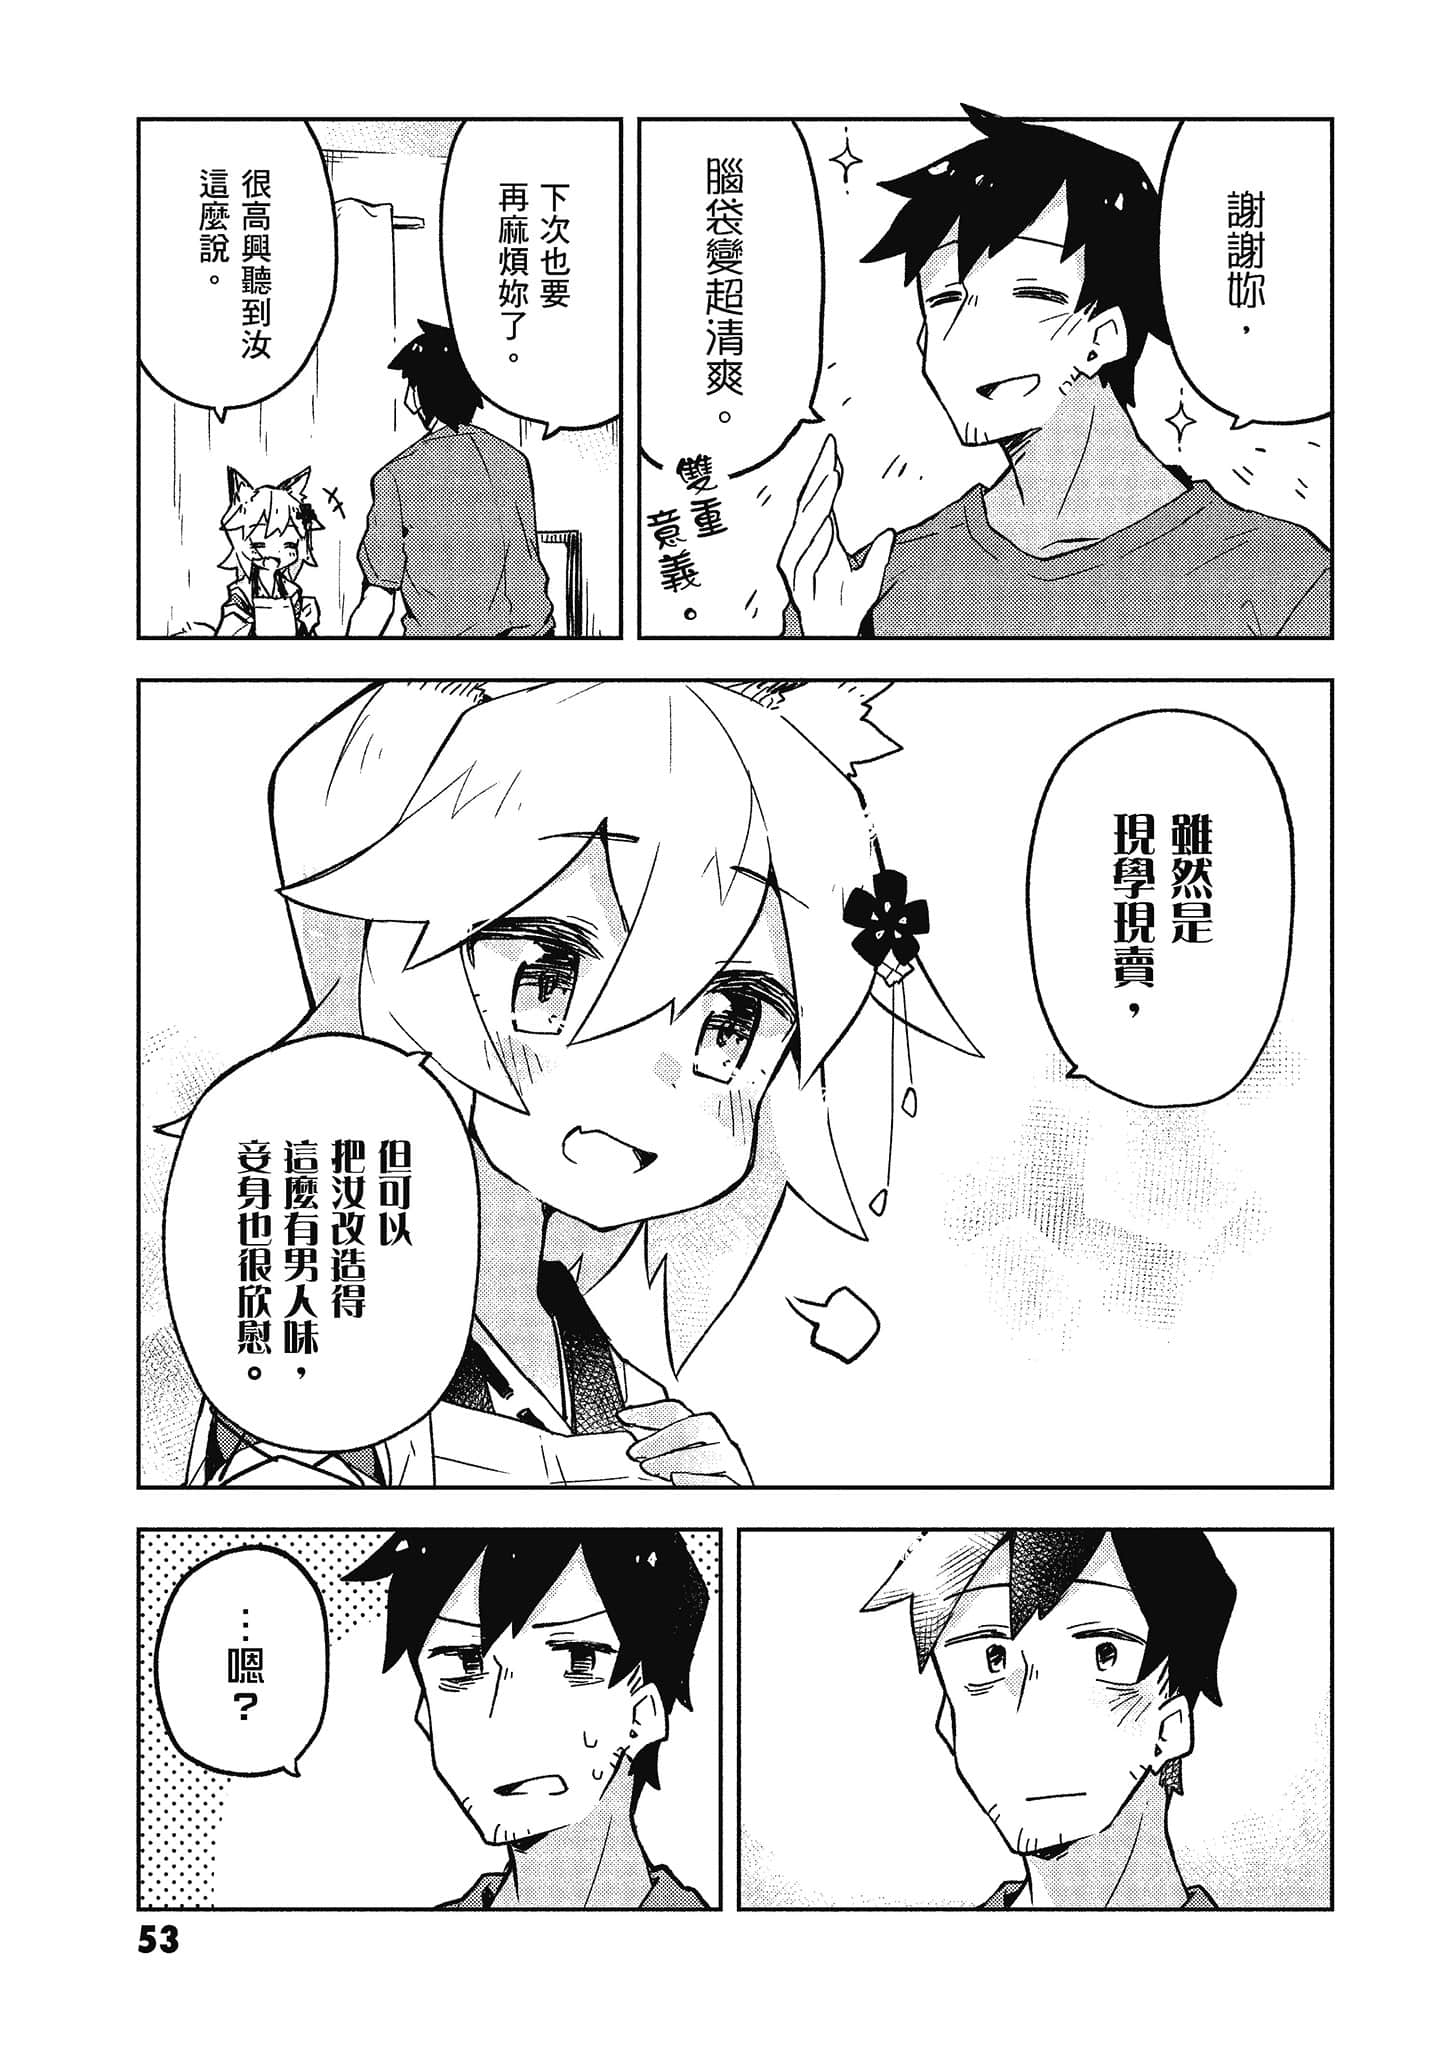 謝謝妳，
腦袋變超清爽。
雙重
意義。
下次也要
再麻煩妳了。
很高興聽到汝
這麼說。
雖然是
現學現賣，
但可以
把汝改造得
這麼有男人味，
妾身也很欣慰。
…嗯？
53